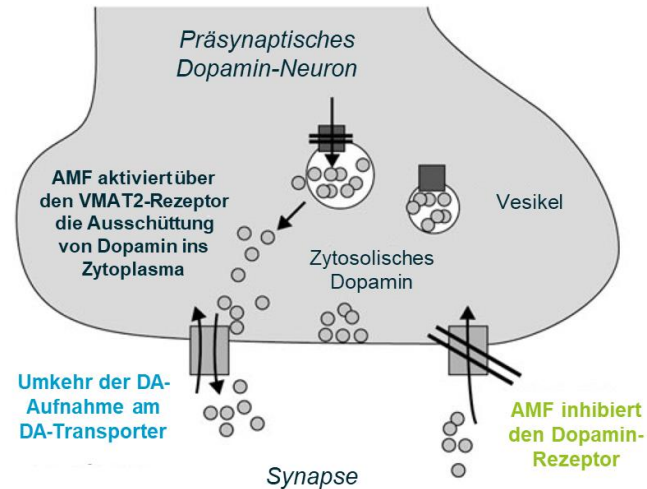 Präsynaptisches
Dopamin-Neuron
AMF aktiviert über
den VMAT2-Rezeptor
die Ausschüttung
von Dopamin ins
Zytoplasma
Vesikel
Zytosolisches
Dopamin
Umkehr der DA-
Aufnahme am
DA-Transporter
AMF inhibiert
den Dopamin-
Rezeptor
Synapse